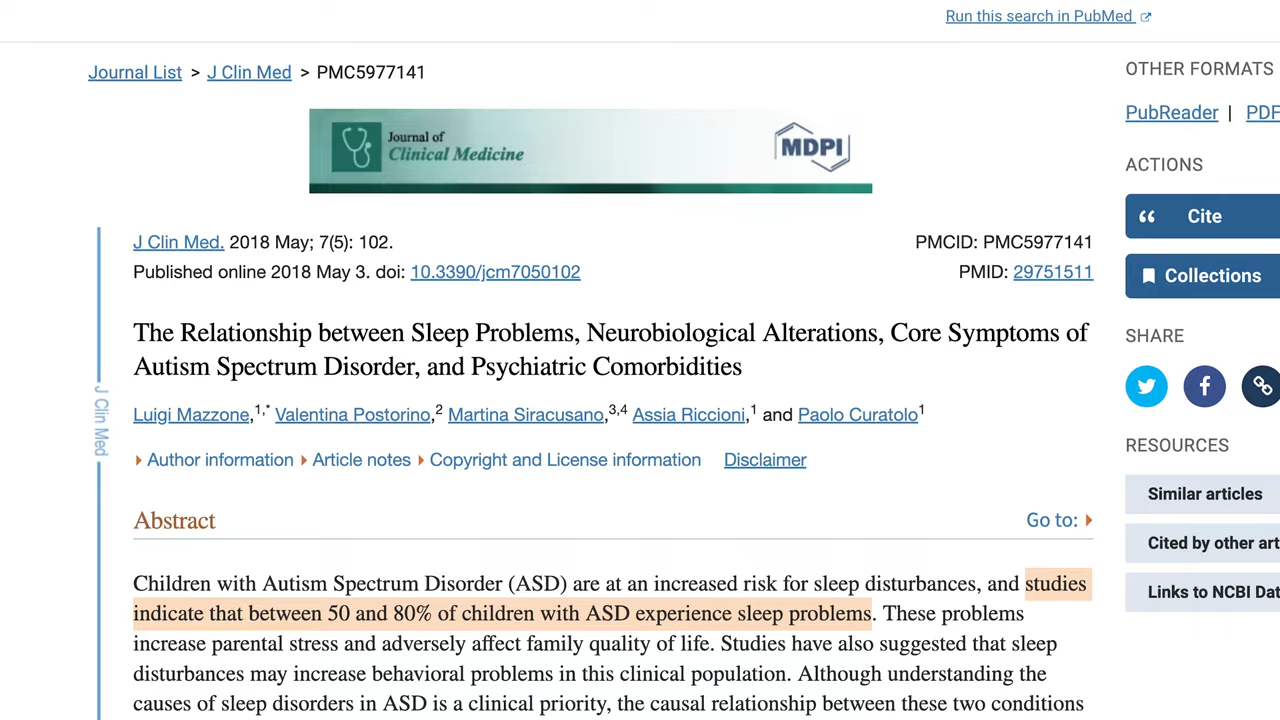 Run this search in PubMed
Journal List > J Clin Med > PMC5977141
OTHER FORMATS
PubReader | PDF
Journal of
Clinical Medicine
MDPI
ACTIONS
Cite
Collections
J Clin Med. 2018 May; 7(5): 102.
PMCID: PMC5977141
Published online 2018 May 3. doi: 10.3390/jcm7050102
PMID: 29751511
The Relationship between Sleep Problems, Neurobiological Alterations, Core Symptoms of
Autism Spectrum Disorder, and Psychiatric Comorbidities
SHARE
J Clin Med
Luigi Mazzone,1,* Valentina Postorino,2 Martina Siracusano,3,4 Assia Riccioni,1 and Paolo Curatolo1
Author information Article notes Copyright and License information Disclaimer
RESOURCES
Similar articles
Cited by other art
Links to NCBI Dat
Abstract
Go to:
Children with Autism Spectrum Disorder (ASD) are at an increased risk for sleep disturbances, and studies
indicate that between 50 and 80% of children with ASD experience sleep problems. These problems
increase parental stress and adversely affect family quality of life. Studies have also suggested that sleep
disturbances may increase behavioral problems in this clinical population. Although understanding the
causes of sleep disorders in ASD is a clinical priority, the causal relationship between these two conditions